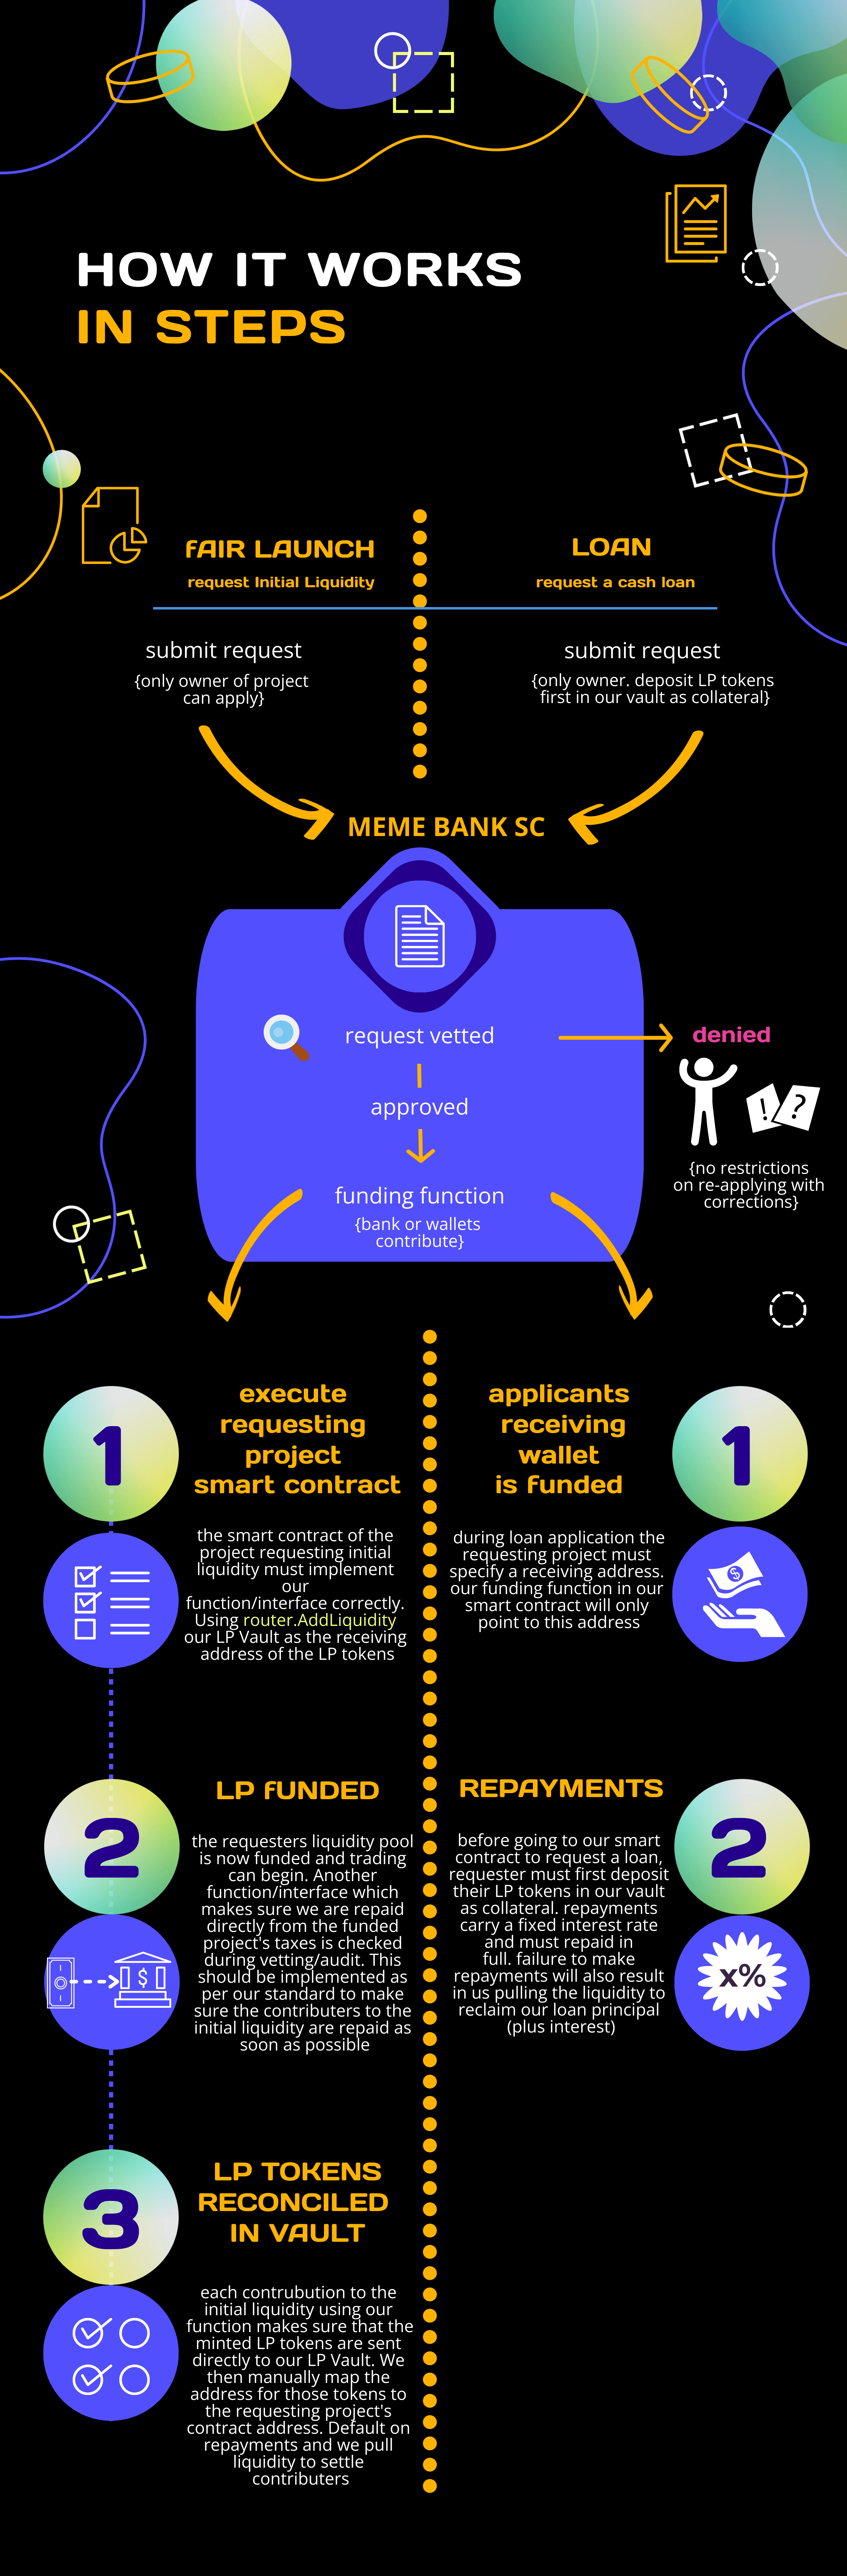 HOW IT WORKS
IN STEPS
FAIR LAUNCH
request Initial Liquidity
submit request
{only owner of project
can apply}
LOAN
request a cash loan
submit request
{only owner. deposit LP tokens
first in our vault as collateral}
MEME BANK SC
request vetted
approved
funding function
{bank or wallets
contribute}
denied
! ?
{no restrictions
on re-applying with
corrections}
1
execute
requesting
project
smart contract
the smart contract of the
project requesting initial
liquidity must implement
our
function/interface correctly.
Using router.AddLiquidity
our LP Vault as the receiving
address of the LP tokens
2
LP FUNDED
the requesters liquidity pool
is now funded and trading
can begin. Another
function/interface which
makes sure we are repaid
directly from the funded
project's taxes is checked
during vetting/audit. This
should be implemented as
per our standard to make
sure the contributers to the
initial liquidity are repaid as
soon as possible
$
3
LP TOKENS
RECONCILED
IN VAULT
each contrubution to the
initial liquidity using our
function makes sure that the
minted LP tokens are sent
directly to our LP Vault. We
then manually map the
address for those tokens to
the requesting project's
contract address. Default on
repayments and we pull
liquidity to settle
contributers
1
applicants
receiving
wallet
is funded
during loan application the
requesting project must
specify a receiving address.
our funding function in our
smart contract will only
point to this address
$
2
REPAYMENTS
before going to our smart
contract to request a loan,
requester must first deposit
their LP tokens in our vault
as collateral. repayments
carry a fixed interest rate
and must repaid in
full. failure to make
repayments will also result
in us pulling the liquidity to
reclaim our loan principal
(plus interest)
x%